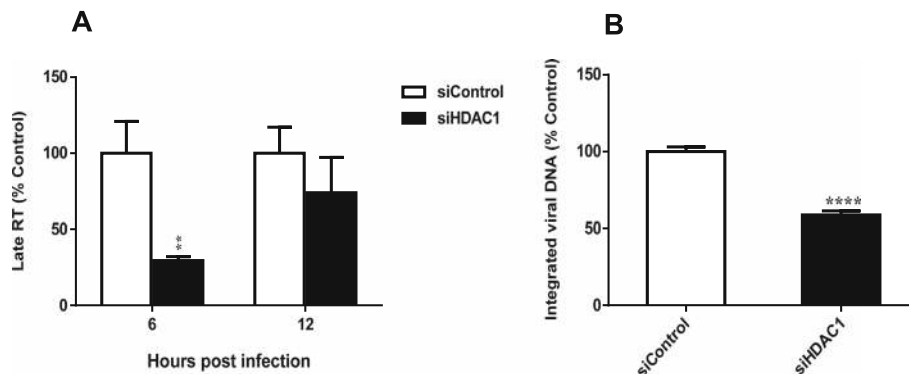 A
Late RT (% Control)
150
100
50
0
**
6
12
Hours post infection
siControl
siHDAC1
B
Integrated viral DNA (% Control)
150
100
50
0
****
siControl
siHDAC1